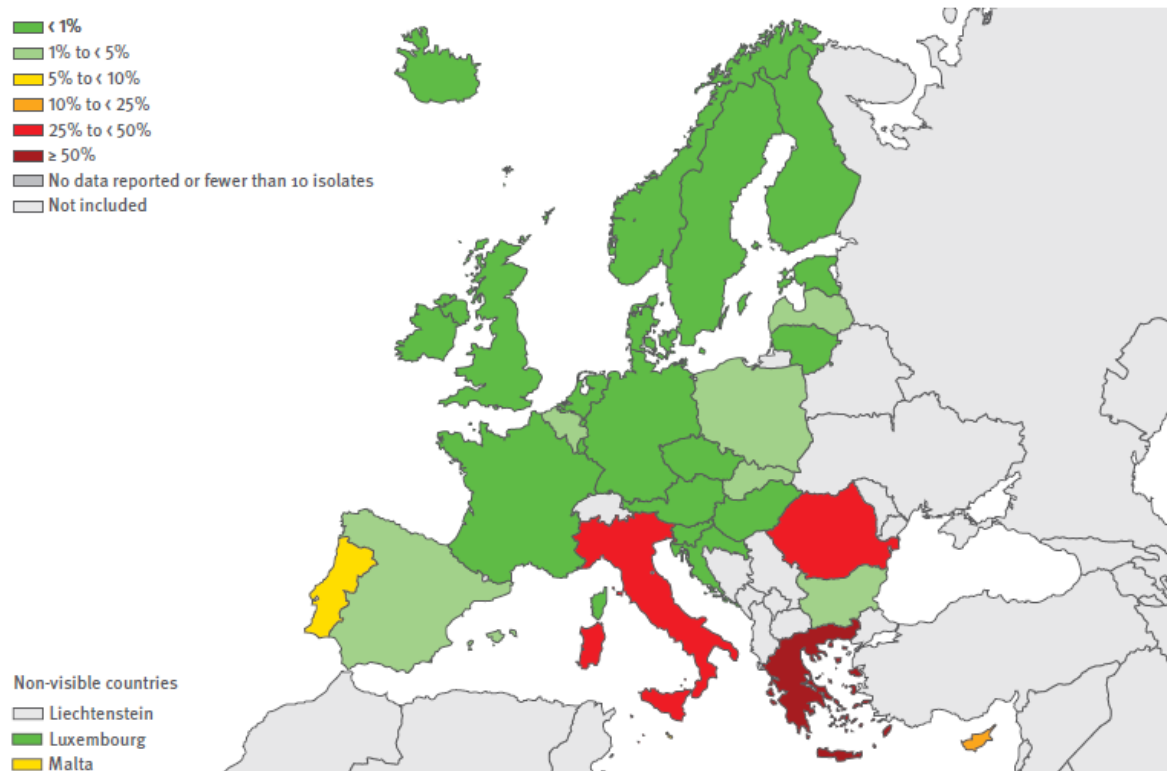 < 1%
1% to < 5%
5% to < 10%
10% to < 25%
25% to < 50%
≥ 50%
No data reported or fewer than 10 isolates
Not included
Non-visible countries
Liechtenstein
Luxembourg
Malta